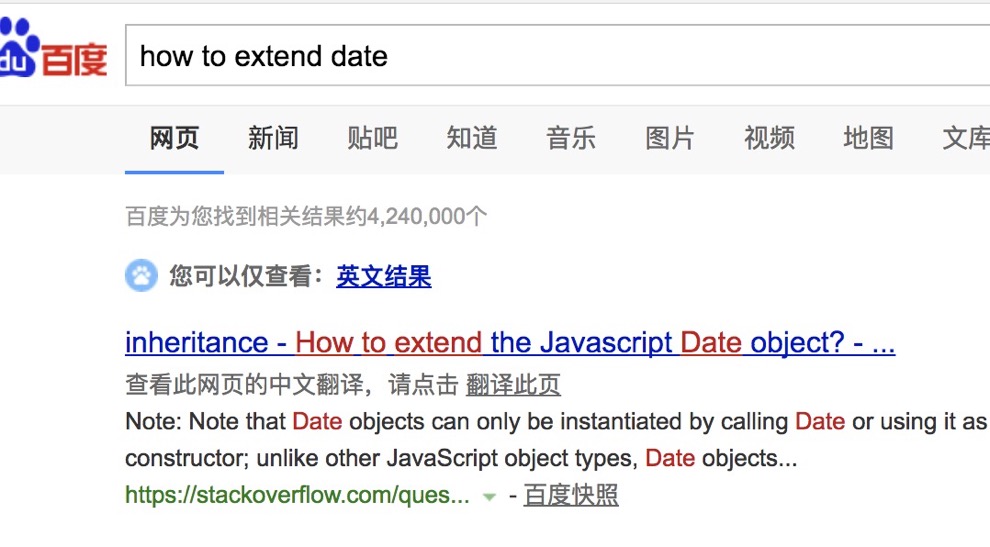 du 百度 how to extend date
网页 新闻 贴吧 知道 音乐 图片 视频 地图 文库
百度为您找到相关结果约4,240,000个
您可以仅查看：英文结果
inheritance - How to extend the Javascript Date object? - ...
查看此网页的中文翻译，请点击 翻译此页
Note: Note that Date objects can only be instantiated by calling Date or using it as
constructor; unlike other JavaScript object types, Date objects...
https://stackoverflow.com/ques... - 百度快照